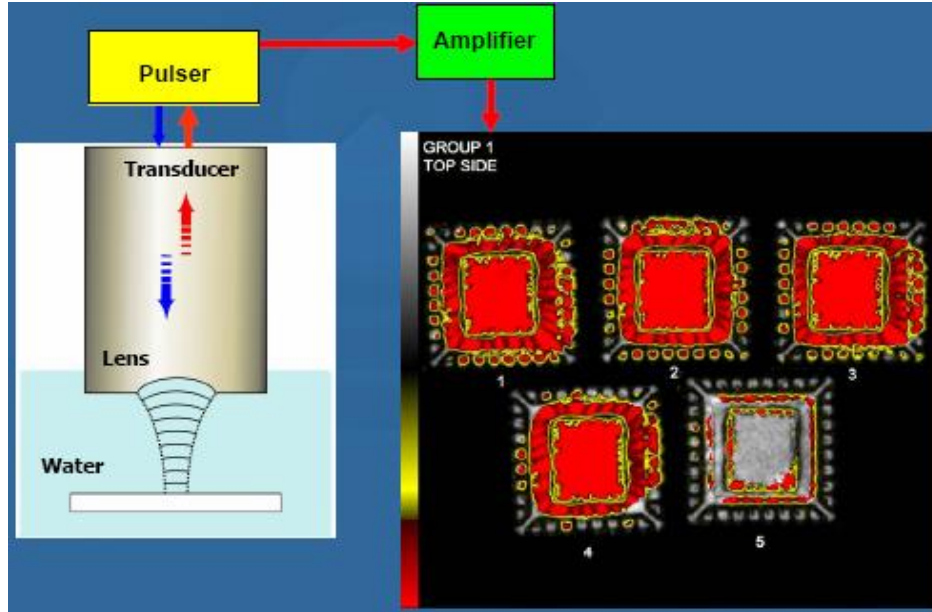 Pulser
Amplifier
Transducer
Lens
Water
GROUP 1
TOP SIDE
1
2
3
4
5